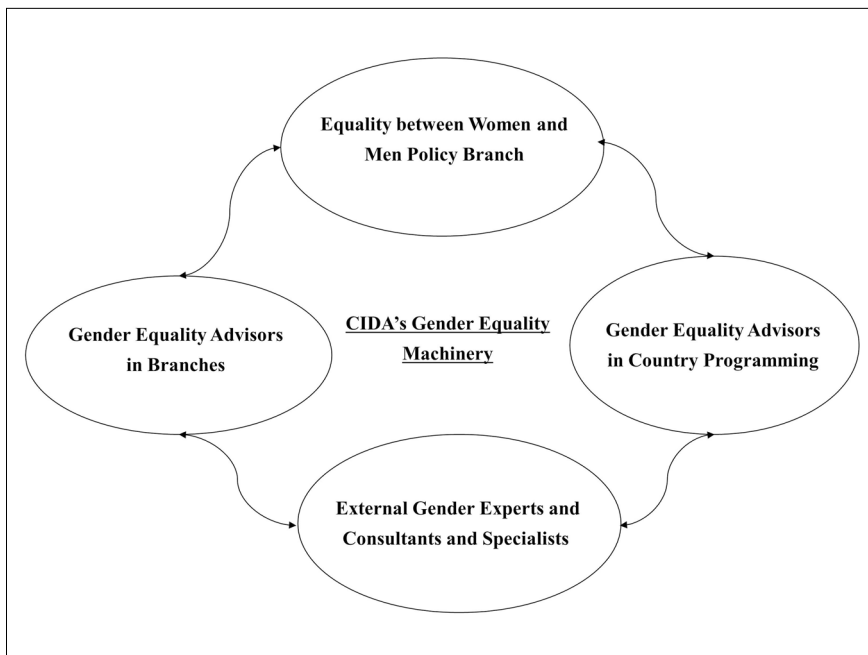 Equality between Women and
Men Policy Branch
Gender Equality Advisors
in Branches
CIDA's Gender Equality
Machinery
Gender Equality Advisors
in Country Programming
External Gender Experts and
Consultants and Specialists